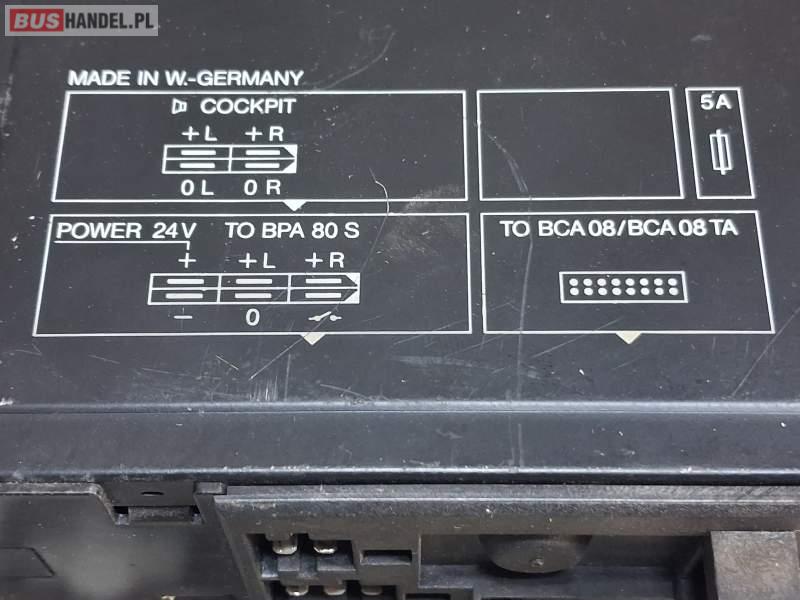 BUSHANDEL.PL
MADE IN W.-GERMANY
COCKPIT
+L +R
0L 0R
5A
POWER 24V TO BPA 80 S
+ +L +R
− 0
TO BCA 08/BCA 08 TA